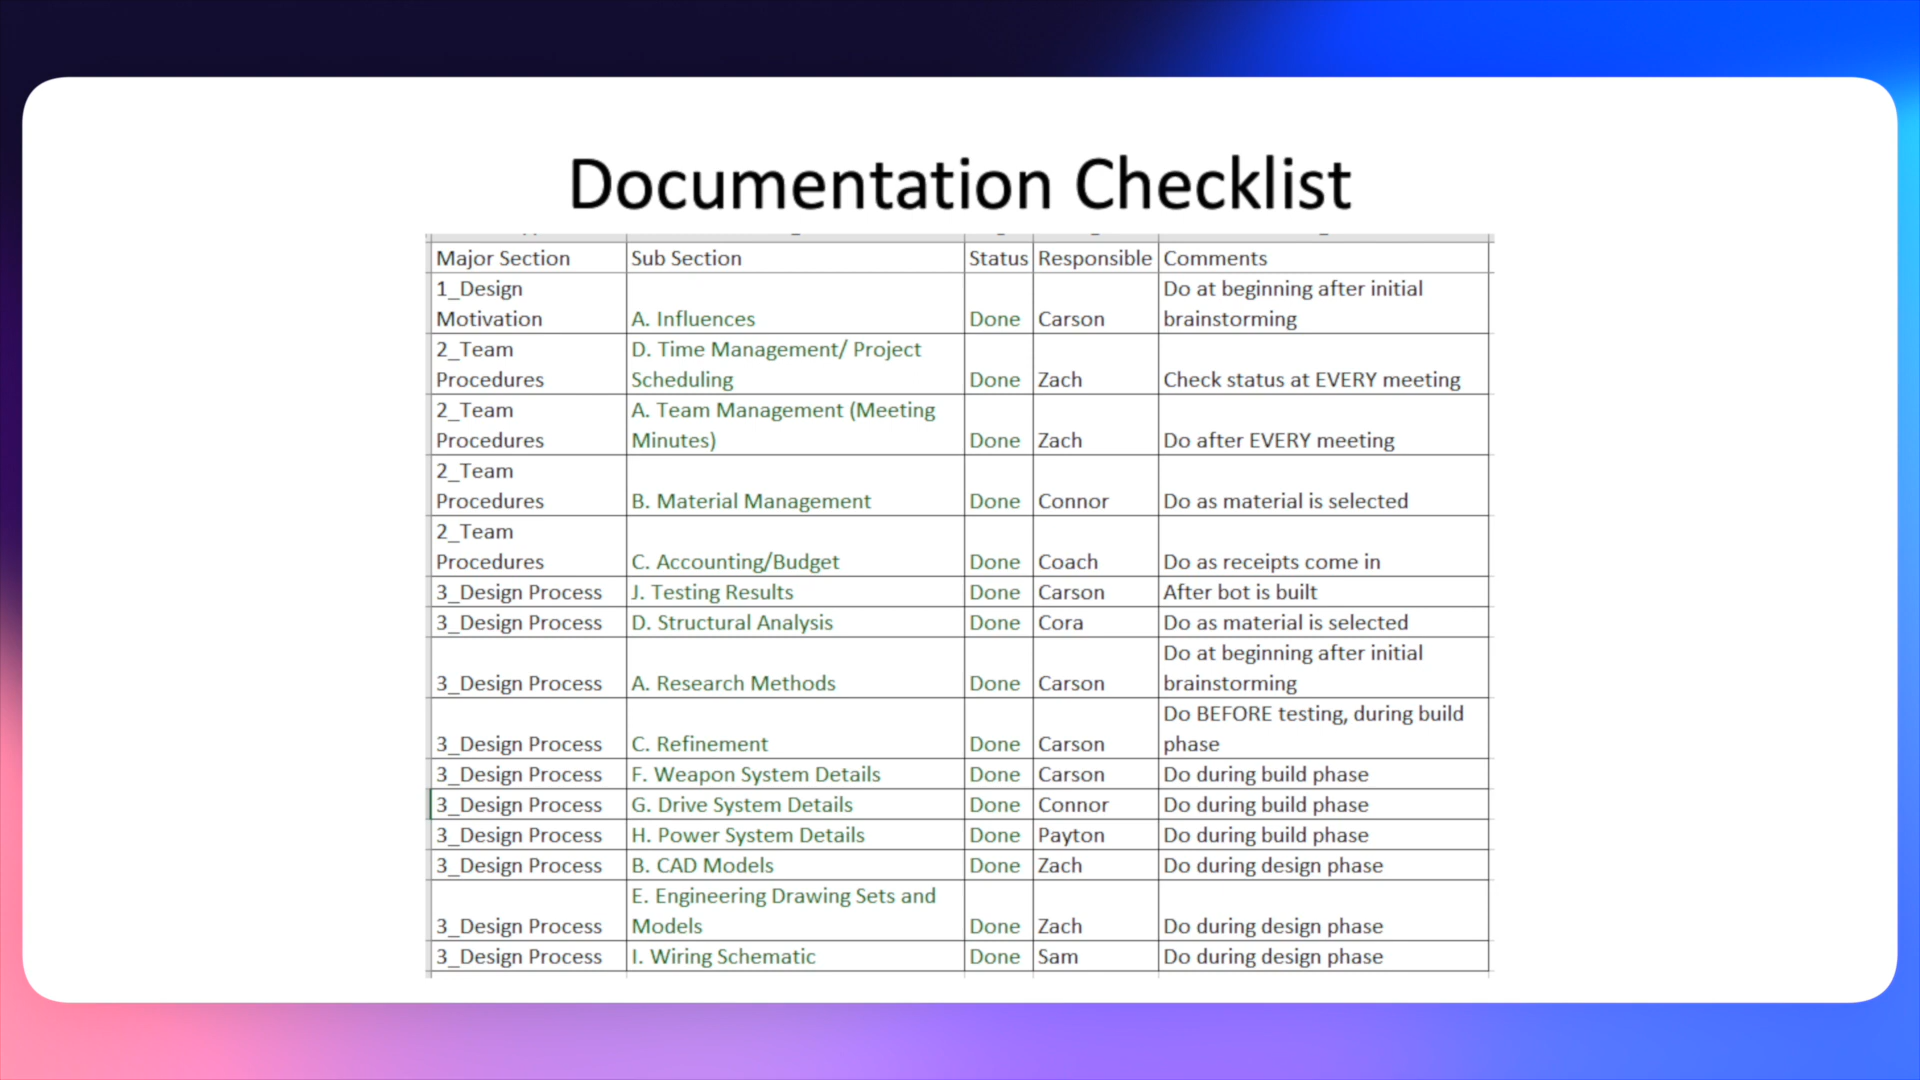 Documentation Checklist
Major Section Sub Section Status Responsible Comments
1_Design Motivation A. Influences Done Carson Do at beginning after initial brainstorming
2_Team Procedures D. Time Management/ Project Scheduling Done Zach Check status at EVERY meeting
2_Team Procedures A. Team Management (Meeting Minutes) Done Zach Do after EVERY meeting
2_Team Procedures B. Material Management Done Connor Do as material is selected
2_Team Procedures C. Accounting/Budget Done Coach Do as receipts come in
3_Design Process J. Testing Results Done Carson After bot is built
3_Design Process D. Structural Analysis Done Cora Do as material is selected
3_Design Process A. Research Methods Done Carson Do at beginning after initial brainstorming
3_Design Process C. Refinement Done Carson Do BEFORE testing, during build phase
3_Design Process F. Weapon System Details Done Carson Do during build phase
3_Design Process G. Drive System Details Done Connor Do during build phase
3_Design Process H. Power System Details Done Payton Do during build phase
3_Design Process B. CAD Models Done Zach Do during design phase
3_Design Process E. Engineering Drawing Sets and Models Done Zach Do during design phase
3_Design Process I. Wiring Schematic Done Sam Do during design phase